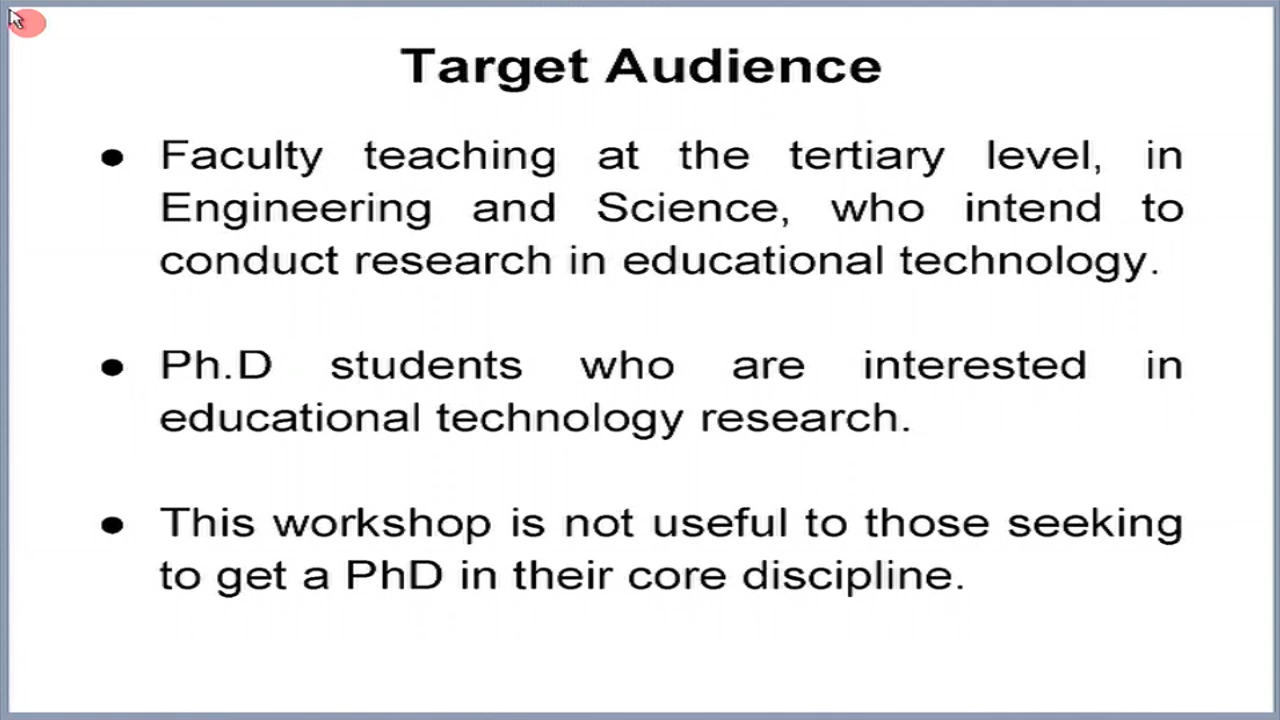 Target Audience
● Faculty teaching at the tertiary level, in
Engineering and Science, who intend to
conduct research in educational technology.
● Ph.D students who are interested in
educational technology research.
● This workshop is not useful to those seeking
to get a PhD in their core discipline.